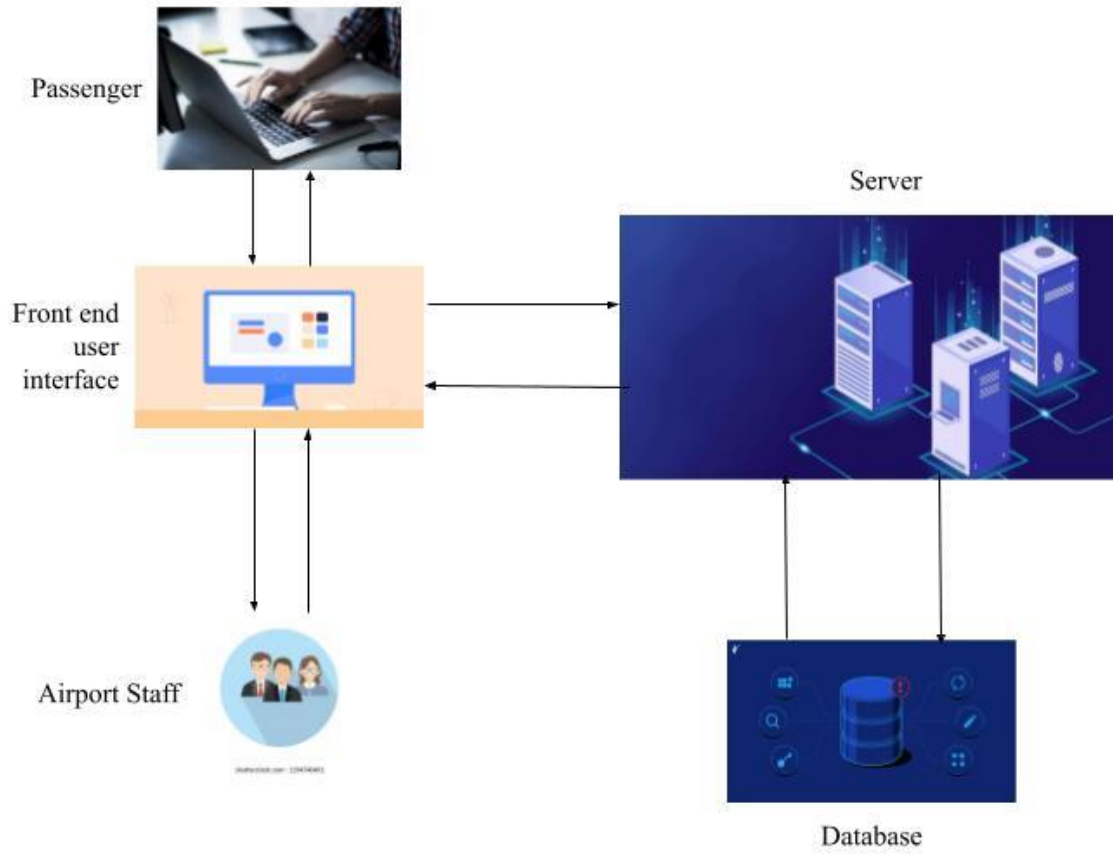 Passenger
Server
Front end
user
interface
Airport Staff
Database